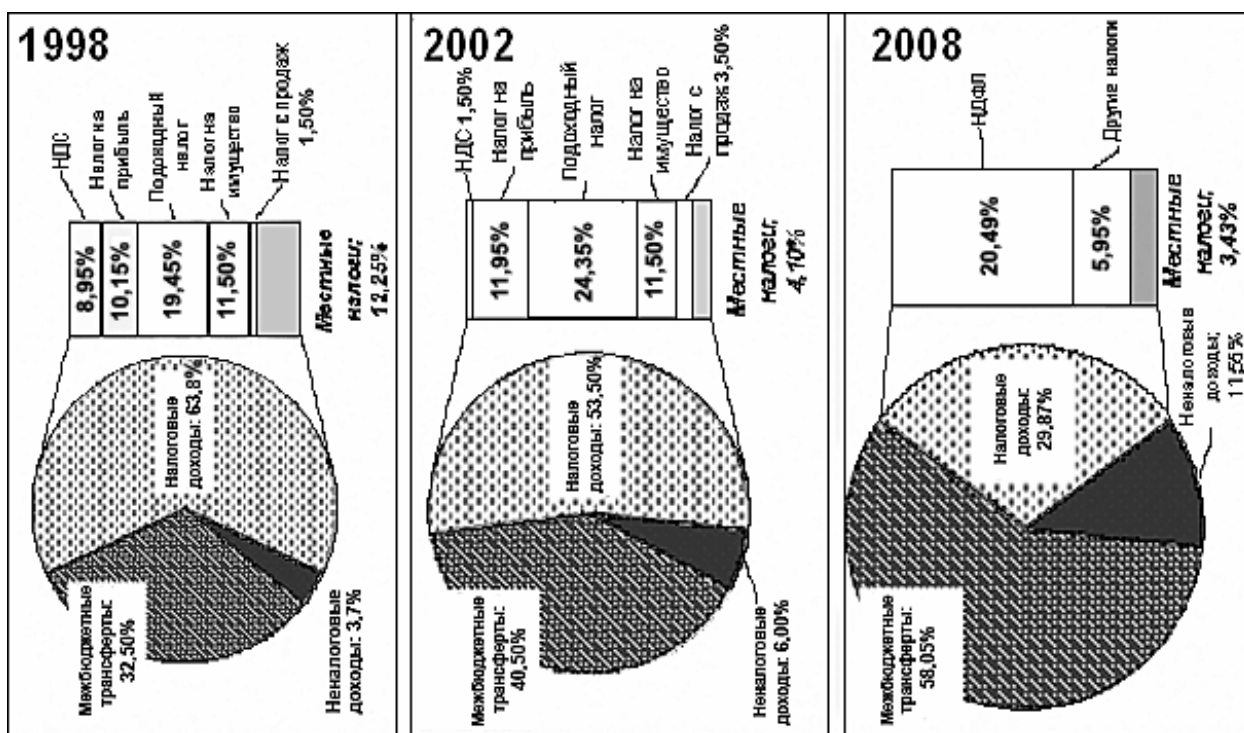 1998
НДС
Налог на
прибыль
Подоходный
налог
Налог на
имущество
Налог с продаж
1,50%
8,95%
10,15%
19,45%
11,50%
Местные
налоги;
12,25%
Налоговые
доходы: 63,8%
Межбюджетные
трансферты:
32,50%
Неналоговые
доходы: 3,7%
2002
НДС 1,50%
Налог на
прибыль
Подоходный
налог
Налог на
имущество
Налог с
продаж 3,50%
11,95%
24,35%
11,50%
Местные
налоги;
4,10%
Налоговые
доходы: 53,50%
Межбюджетные
трансферты:
40,50%
Неналоговые
доходы: 6,00%
2008
НДФЛ
Другие налоги
20,49%
5,95%
Местные
налоги;
3,43%
Налоговые
доходы:
29,87%
Неналоговые
доходы;
11,55%
Межбюджетные
трансферты:
58,05%